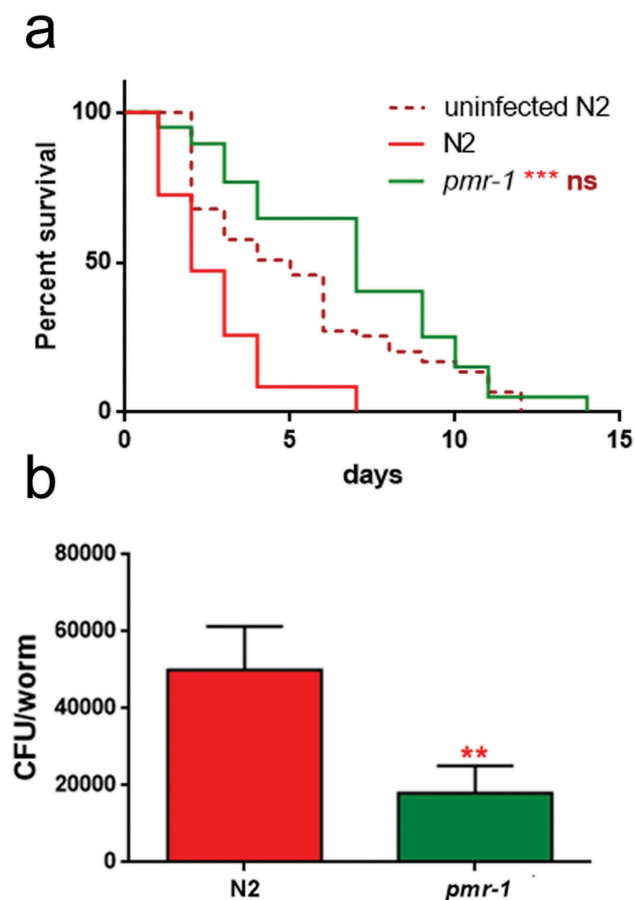 a
100
50
0
Percent survival
uninfected N2
N2
pmr-1 *** ns
0 5 10 15
days
b
80000
60000
40000
20000
0
CFU/worm
**
N2 pmr-1